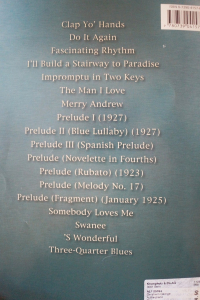 Clap Yo' Hands
Do It Again
Fascinating Rhythm
I'll Build a Stairway to Paradise
Impromptu in Two Keys
The Man I Love
Merry Andrew
Prelude I (1927)
Prelude II (Blue Lullaby) (1927)
Prelude III (Spanish Prelude)
Prelude (Novelette in Fourths)
Prelude (Rubato) (1923)
Prelude (Melody No. 17)
Prelude (Fragment) (January 1925)
Somebody Loves Me
Swanee
'S Wonderful
Three-Quarter Blues